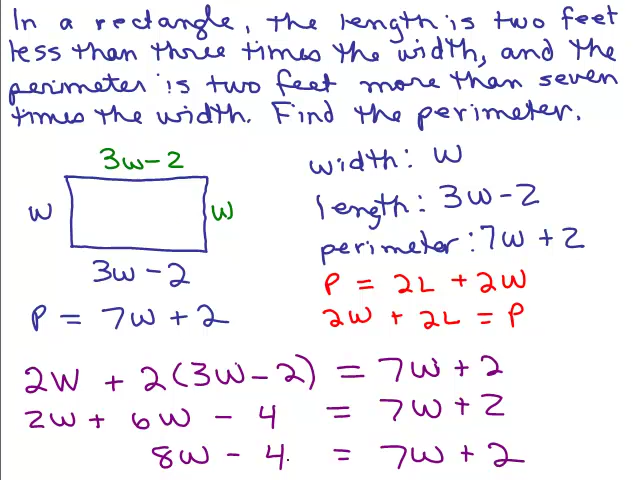 In a rectangle, the length is two feet
less than three times the width, and the
perimeter is two feet more than seven
times the width. Find the perimeter.
3w - 2
w
w
3w - 2
P = 7w + 2
width: w
length: 3w - 2
perimeter: 7w + 2
P = 2L + 2W
2W + 2L = P
2w + 2(3w - 2) = 7w + 2
2w + 6w - 4 = 7w + 2
8w - 4 = 7w + 2